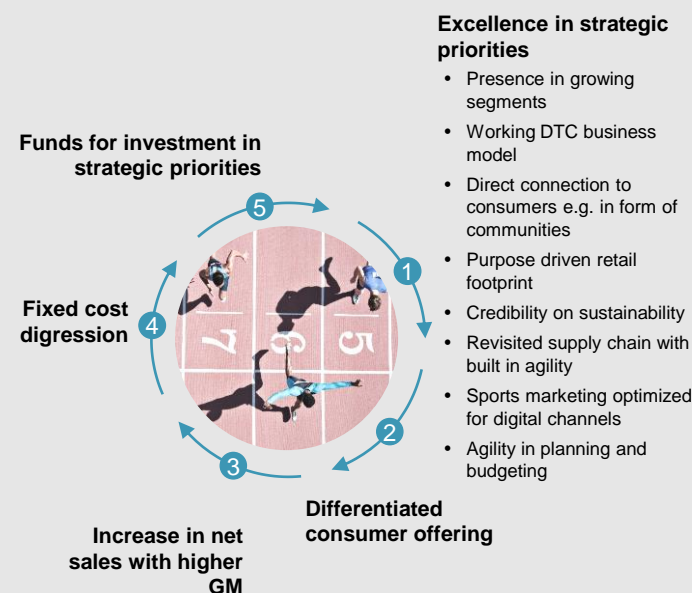 Excellence in strategic
priorities
• Presence in growing
segments
• Working DTC business
model
• Direct connection to
consumers e.g. in form of
communities
• Purpose driven retail
footprint
• Credibility on sustainability
• Revisited supply chain with
built in agility
• Sports marketing optimized
for digital channels
• Agility in planning and
budgeting
Funds for investment in
strategic priorities
5
1
Fixed cost
digression
4
7
6
5
2
3
Differentiated
consumer offering
Increase in net
sales with higher
GM